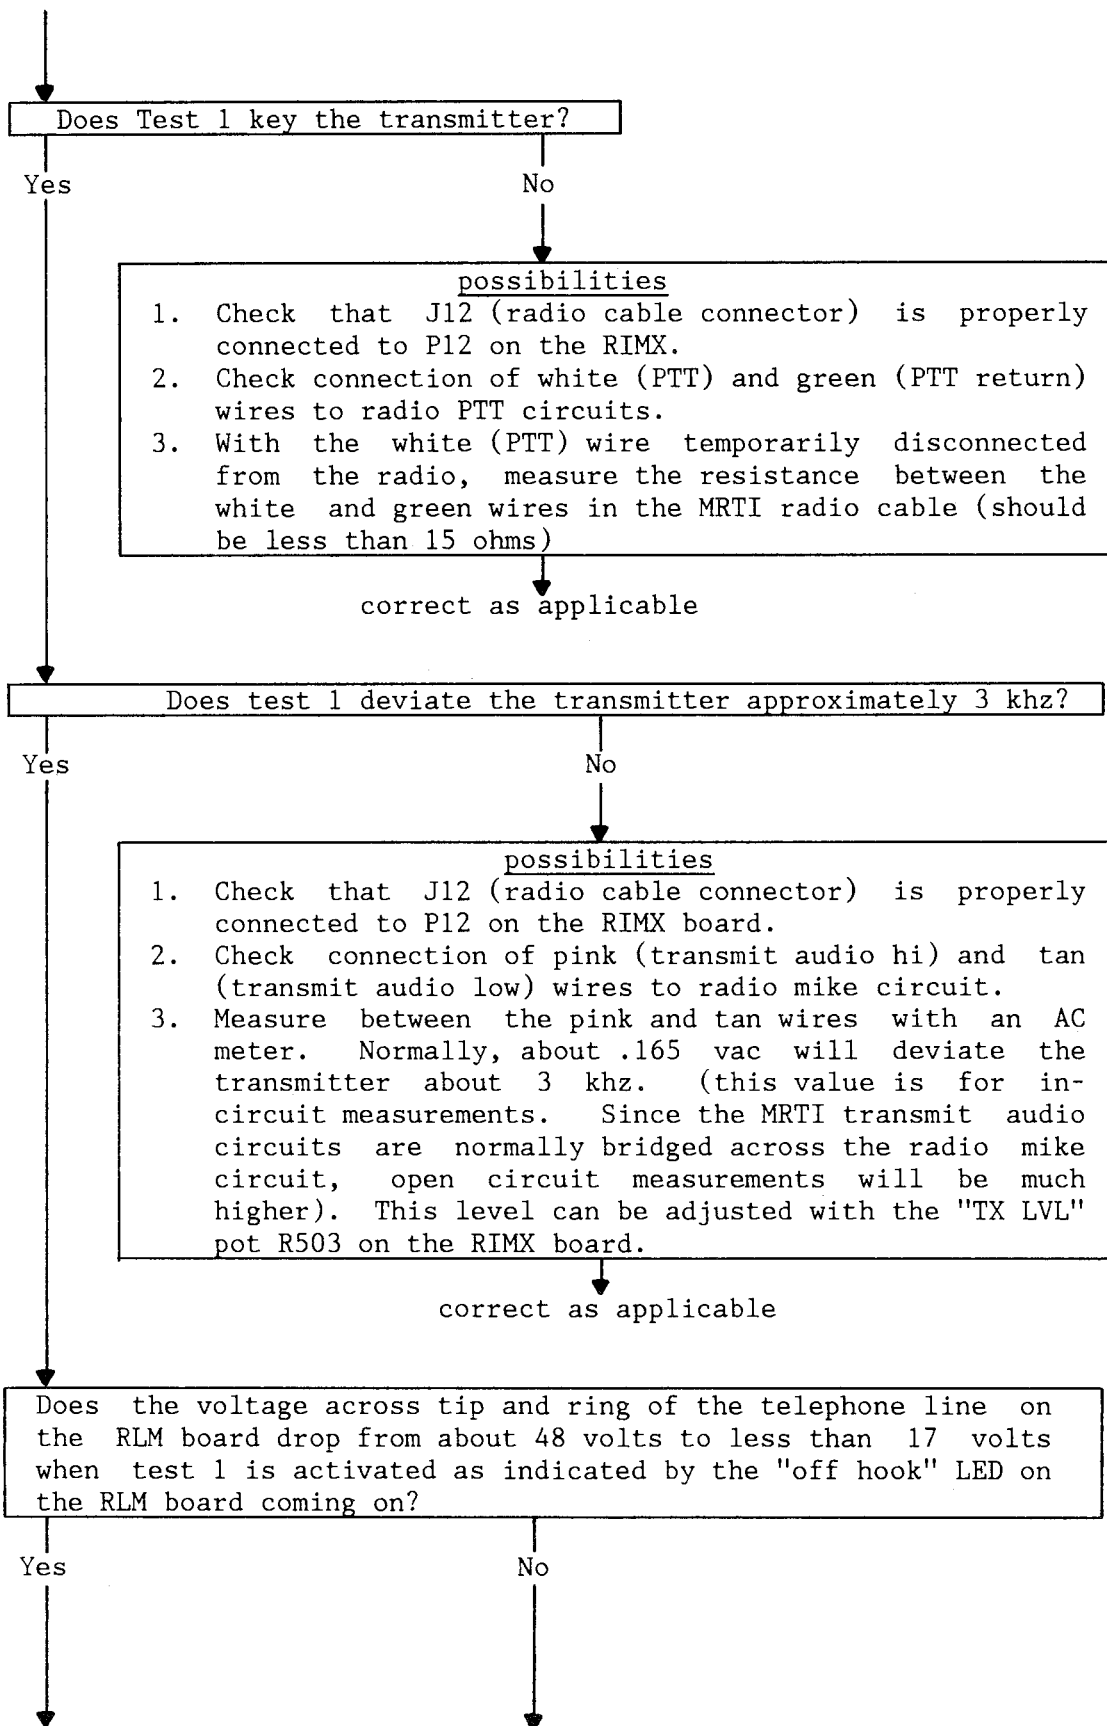 Does Test 1 key the transmitter?
Yes
No
possibilities
1. Check that J12 (radio cable connector) is properly
connected to P12 on the RIMX.
2. Check connection of white (PTT) and green (PTT return)
wires to radio PTT circuits.
3. With the white (PTT) wire temporarily disconnected
from the radio, measure the resistance between the
white and green wires in the MRTI radio cable (should
be less than 15 ohms)
correct as applicable
Does test 1 deviate the transmitter approximately 3 khz?
Yes
No
possibilities
1. Check that J12 (radio cable connector) is properly
connected to P12 on the RIMX board.
2. Check connection of pink (transmit audio hi) and tan
(transmit audio low) wires to radio mike circuit.
3. Measure between the pink and tan wires with an AC
meter. Normally, about .165 vac will deviate the
transmitter about 3 khz. (this value is for in-
circuit measurements. Since the MRTI transmit audio
circuits are normally bridged across the radio mike
circuit, open circuit measurements will be much
higher). This level can be adjusted with the "TX LVL"
pot R503 on the RIMX board.
correct as applicable
Does the voltage across tip and ring of the telephone line on
the RLM board drop from about 48 volts to less than 17 volts
when test 1 is activated as indicated by the "off hook" LED on
the RLM board coming on?
Yes
No